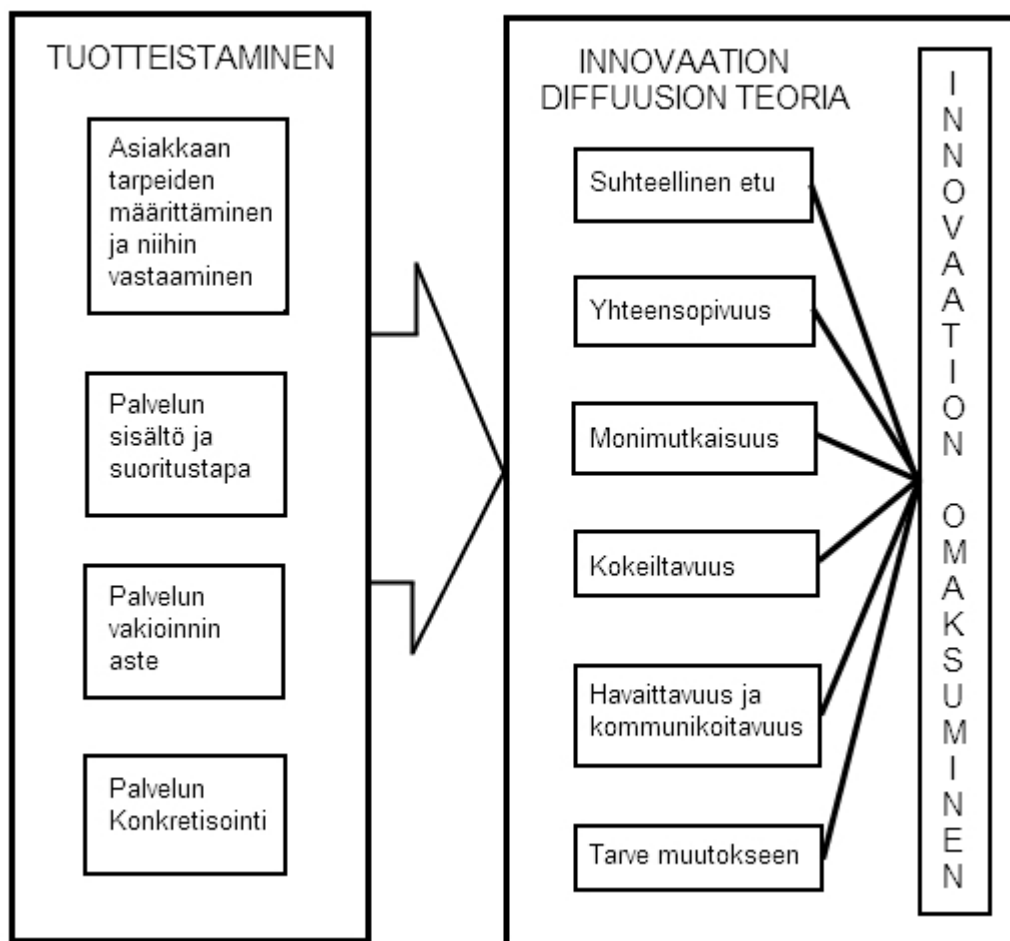 TUOTTEISTAMINEN
Asiakkaan
tarpeiden
määrittäminen
ja niihin
vastaaminen
Palvelun
sisältö ja
suoritustapa
Palvelun
vakioinnin
aste
Palvelun
Konkretisointi
INNOVAATION
DIFFUUSION TEORIA
Suhteellinen etu
Yhteensopivuus
Monimutkaisuus
Kokeiltavuus
Havaittavuus ja
kommunikoitavuus
Tarve muutokseen
INNOVAATION OMAKSUMINEN